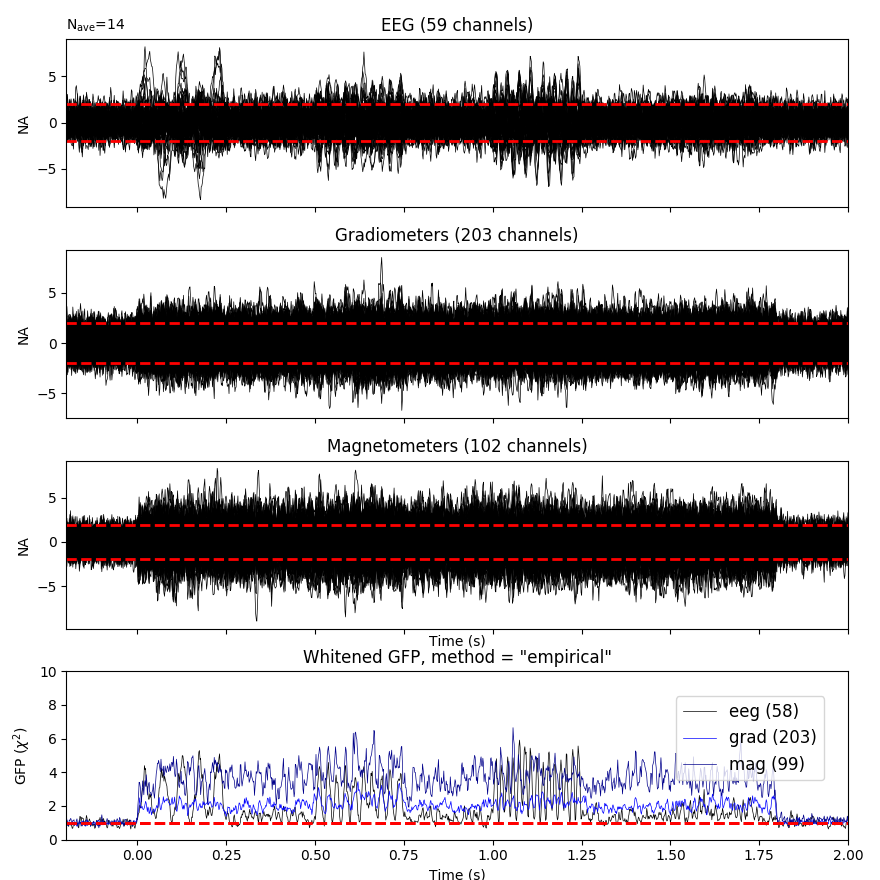 N_ave=14
EEG (59 channels)
5
0
−5
NA
Gradiometers (203 channels)
5
0
−5
NA
Magnetometers (102 channels)
5
0
−5
NA
Time (s)
Whitened GFP, method = "empirical"
10
8
6
4
2
0
GFP (χ²)
eeg (58)
grad (203)
mag (99)
0.00 0.25 0.50 0.75 1.00 1.25 1.50 1.75 2.00
Time (s)